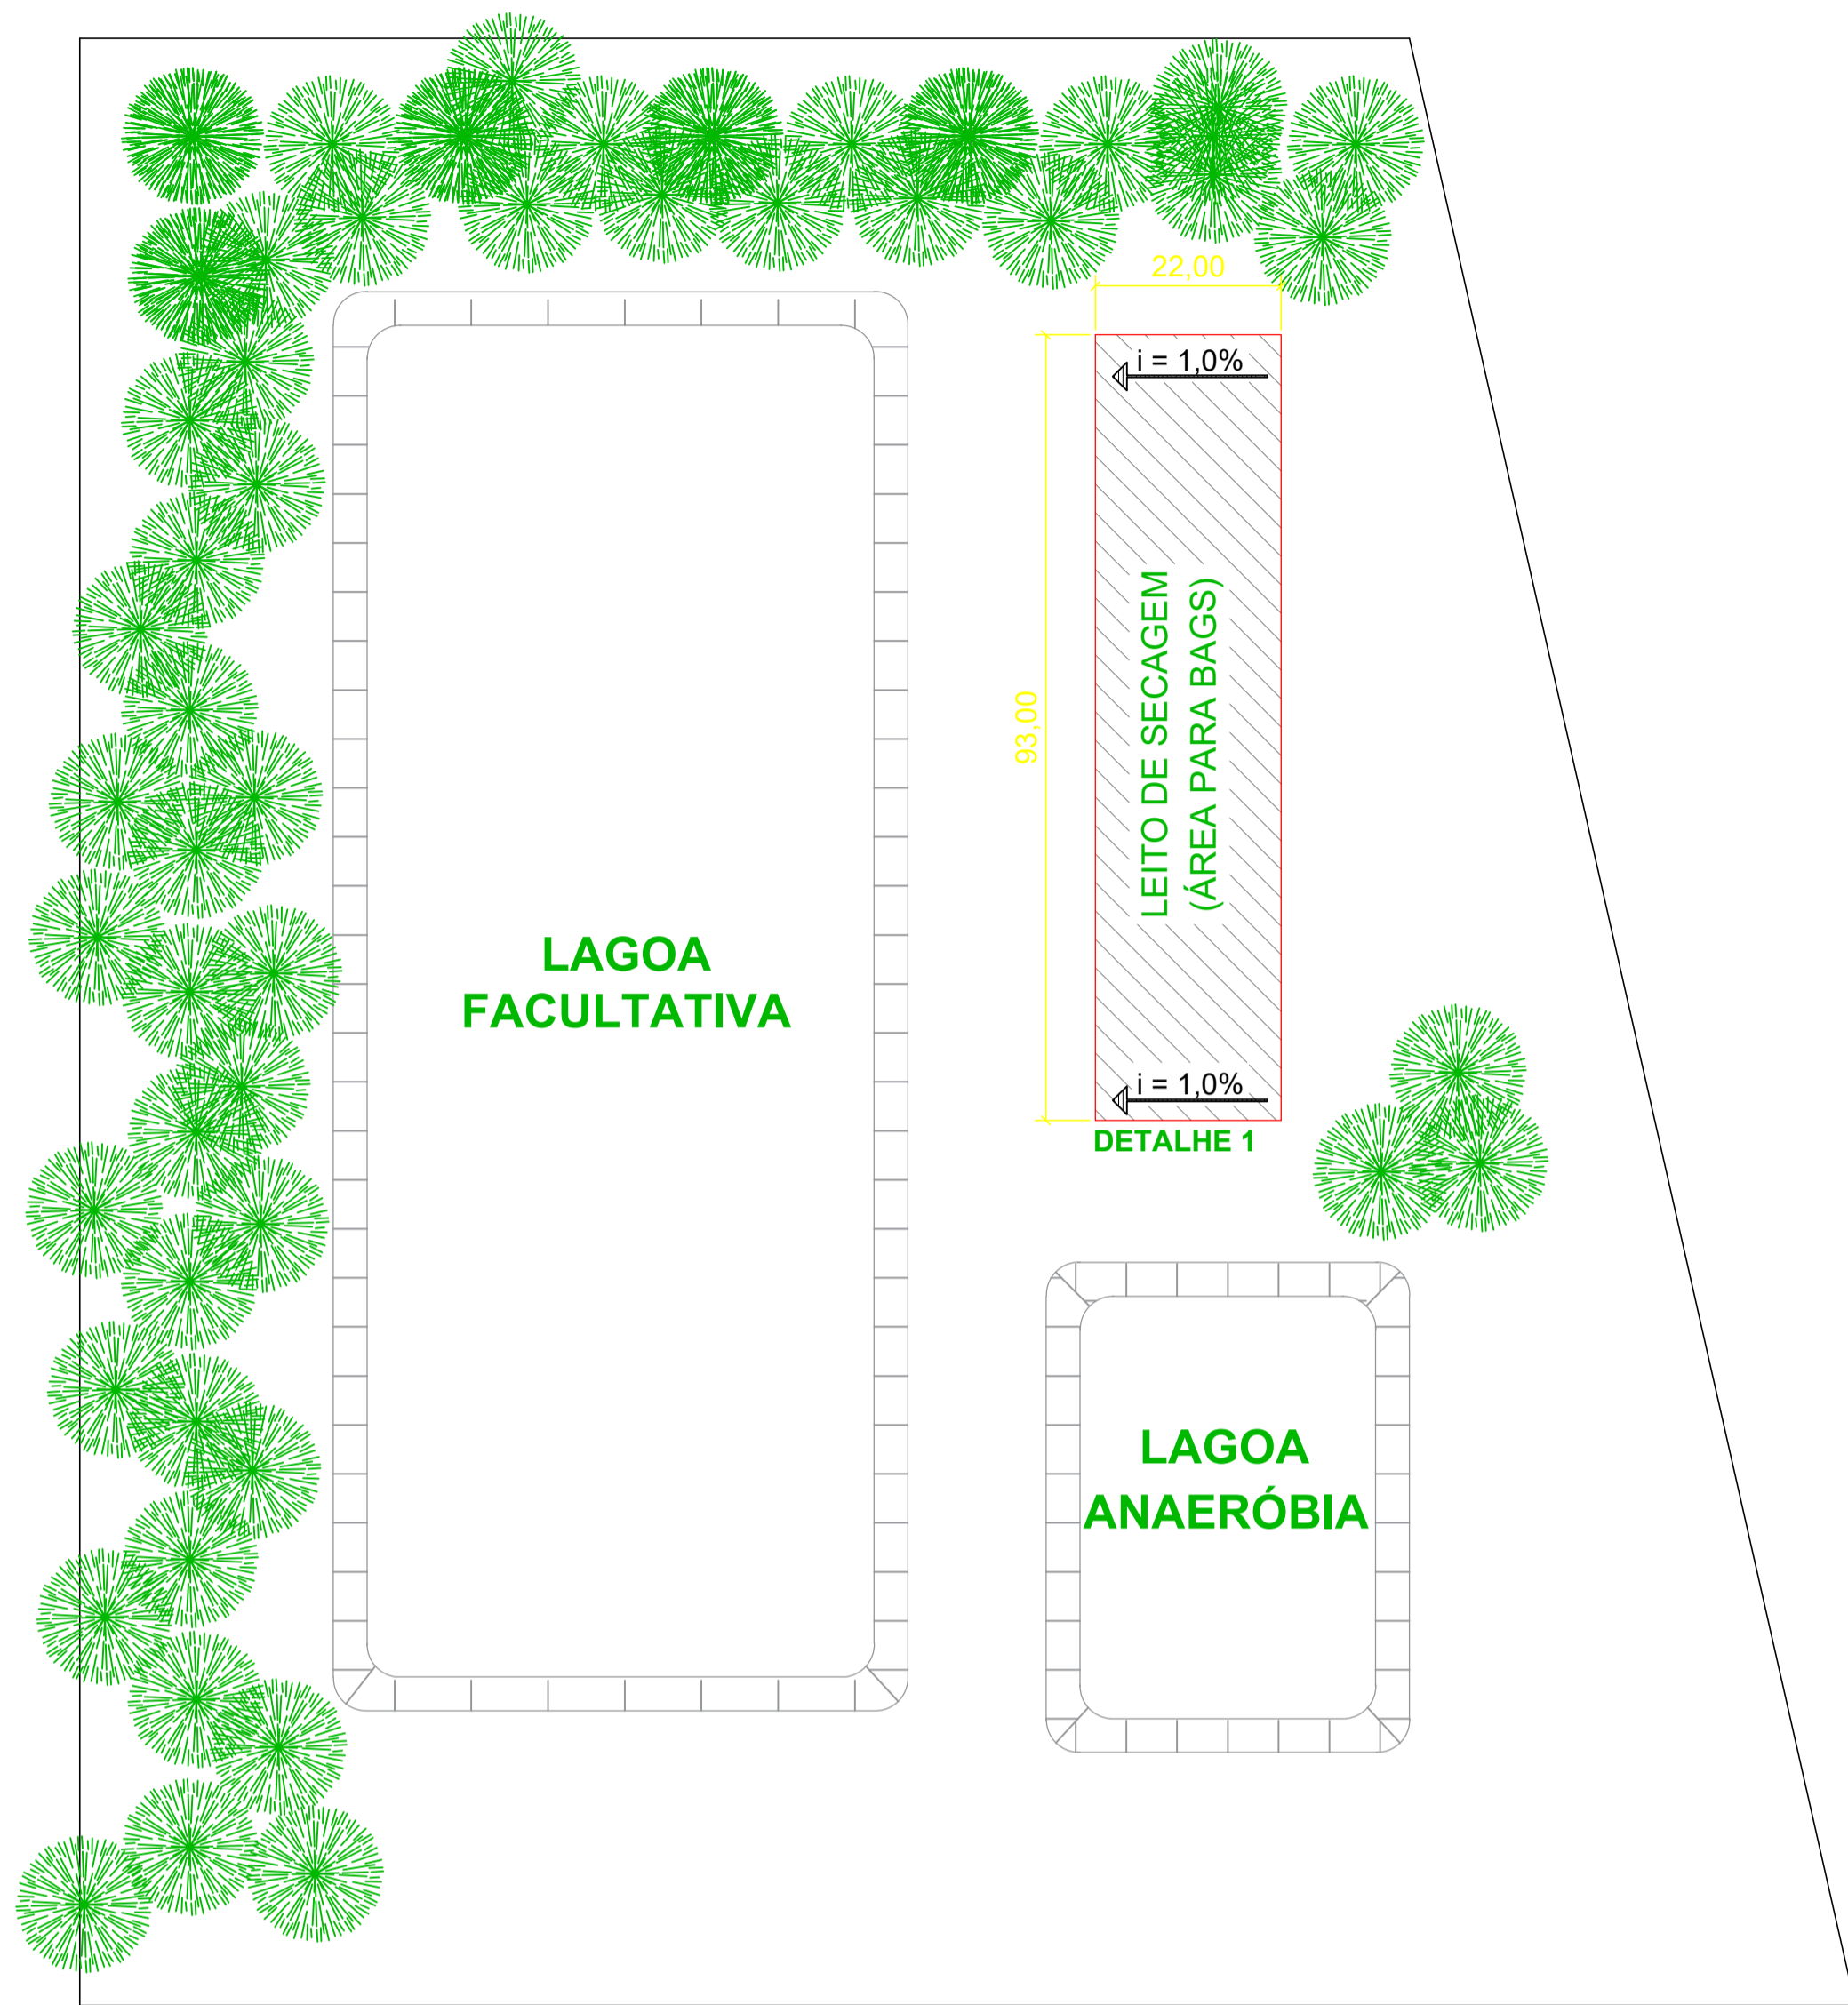 22,00
i = 1,0%
93,00
LEITO DE SECAGEM
(ÁREA PARA BAGS)
LAGOA
FACULTATIVA
i = 1,0%
DETALHE 1
LAGOA
ANAERÓBIA